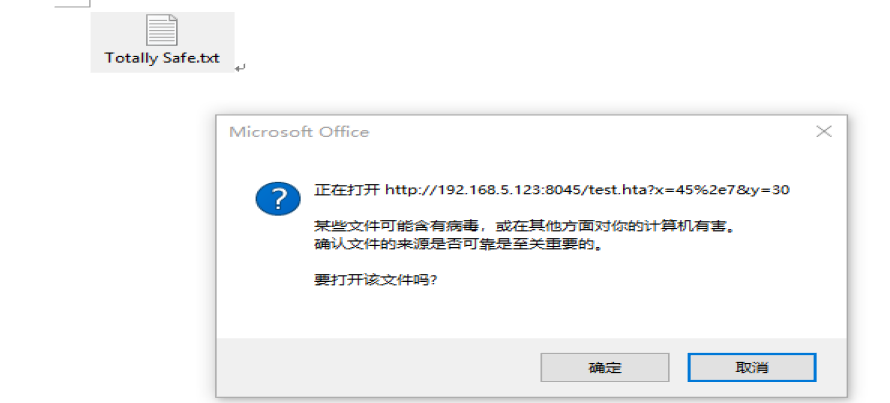 Totally Safe.txt
Microsoft Office
正在打开 http://192.168.5.123:8045/test.hta?x=45%2e7&y=30
某些文件可能含有病毒，或在其他方面对你的计算机有害。
确认文件的来源是否可靠是至关重要的。
要打开该文件吗?
确定
取消